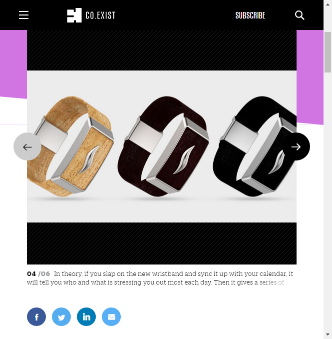 CO.EXIST
SUBSCRIBE
04 /06 In theory, if you slap on the new wristband and sync it up with your calendar, it
will tell you who and what is stressing you out most each day. Then it gives a series of